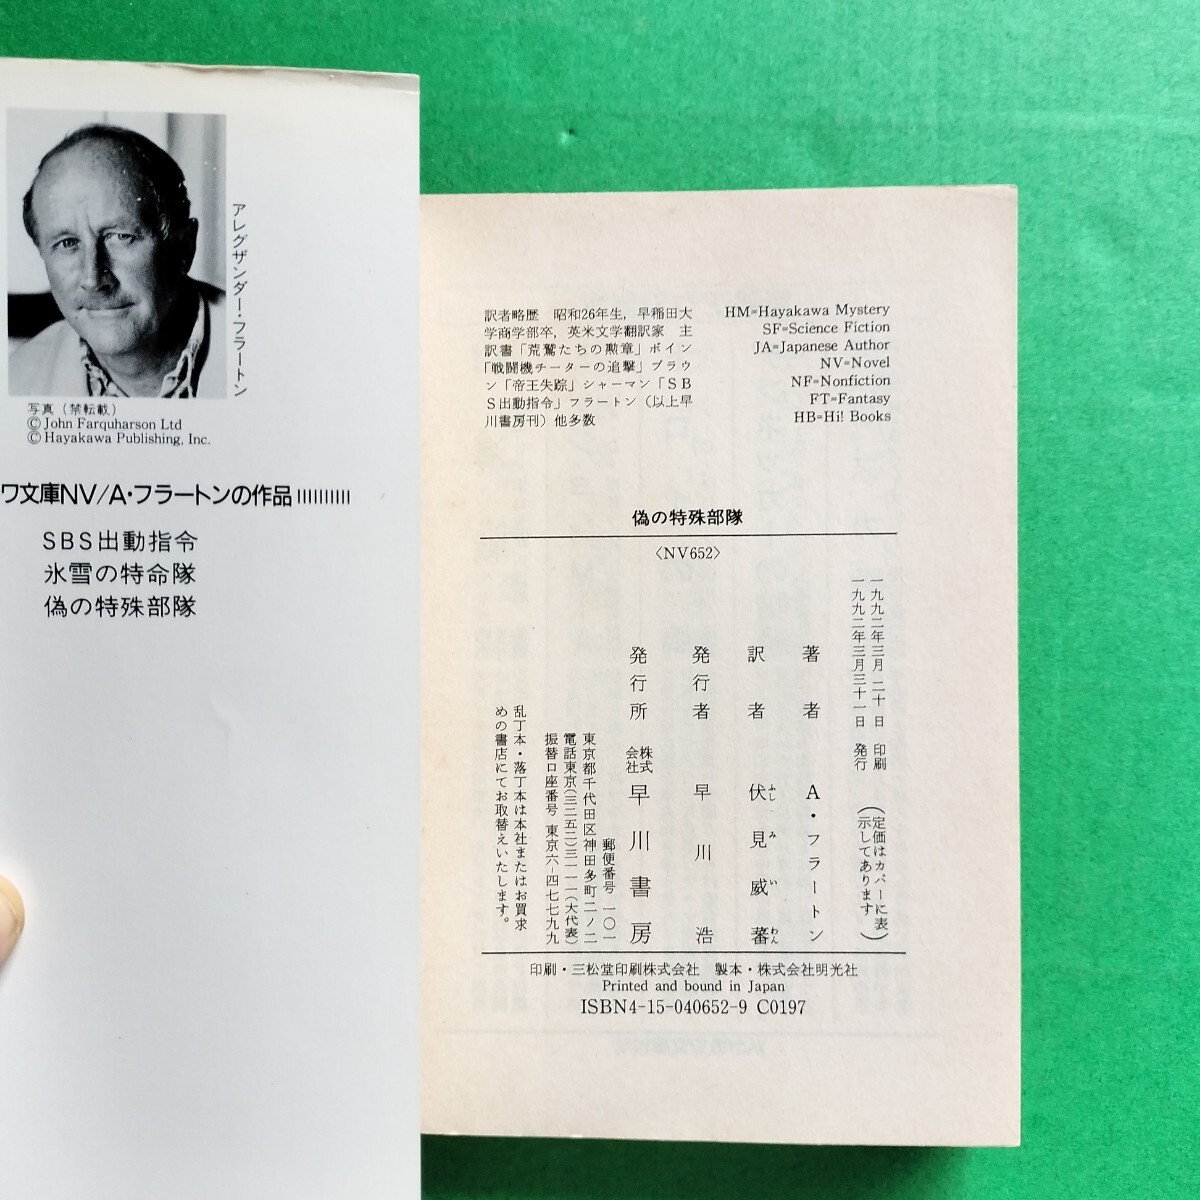 アレグザンダー・フラートン
写真（禁転載）
©John Farquharson Ltd
©Hayakawa Publishing, Inc.
ワ文庫NV/A・フラートンの作品
SBS出動指令
氷雪の特命隊
偽の特殊部隊
訳者略歴　昭和26年生，早稲田大
学商学部卒，英米文学翻訳家　主
訳書「荒鷲たちの勲章」ボイン
「戦闘機チーターの追撃」ブラウ
ン「帝王失踪」シャーマン「ＳＢ
Ｓ出動指令」フラートン（以上早
川書房刊）他多数
HM=Hayakawa Mystery
SF=Science Fiction
JA=Japanese Author
NV=Novel
NF=Nonfiction
FT=Fantasy
HB=Hi! Books
偽の特殊部隊
〈NV652〉
一九九二年三月二十日　印刷
一九九二年三月三十一日　発行
（定価はカバーに表
示してあります）
著者　A・フラートン
訳者　伏見威蕃
ふしみいわん
発行者　早川浩
発行所　株式会社　早川書房
郵便番号　一〇一
東京都千代田区神田多町二ノ二
電話東京(三二五二)三一一一(大代表)
振替口座番号　東京六-四七七九九
乱丁本・落丁本は本社またはお買求
めの書店にてお取替えいたします。
印刷・三松堂印刷株式会社　製本・株式会社明光社
Printed and bound in Japan
ISBN4-15-040652-9 C0197